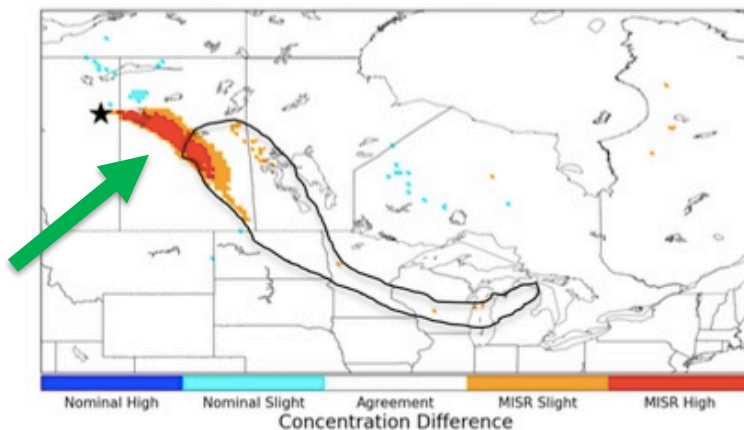 Nominal High Nominal Slight Agreement MISR Slight MISR High
Concentration Difference